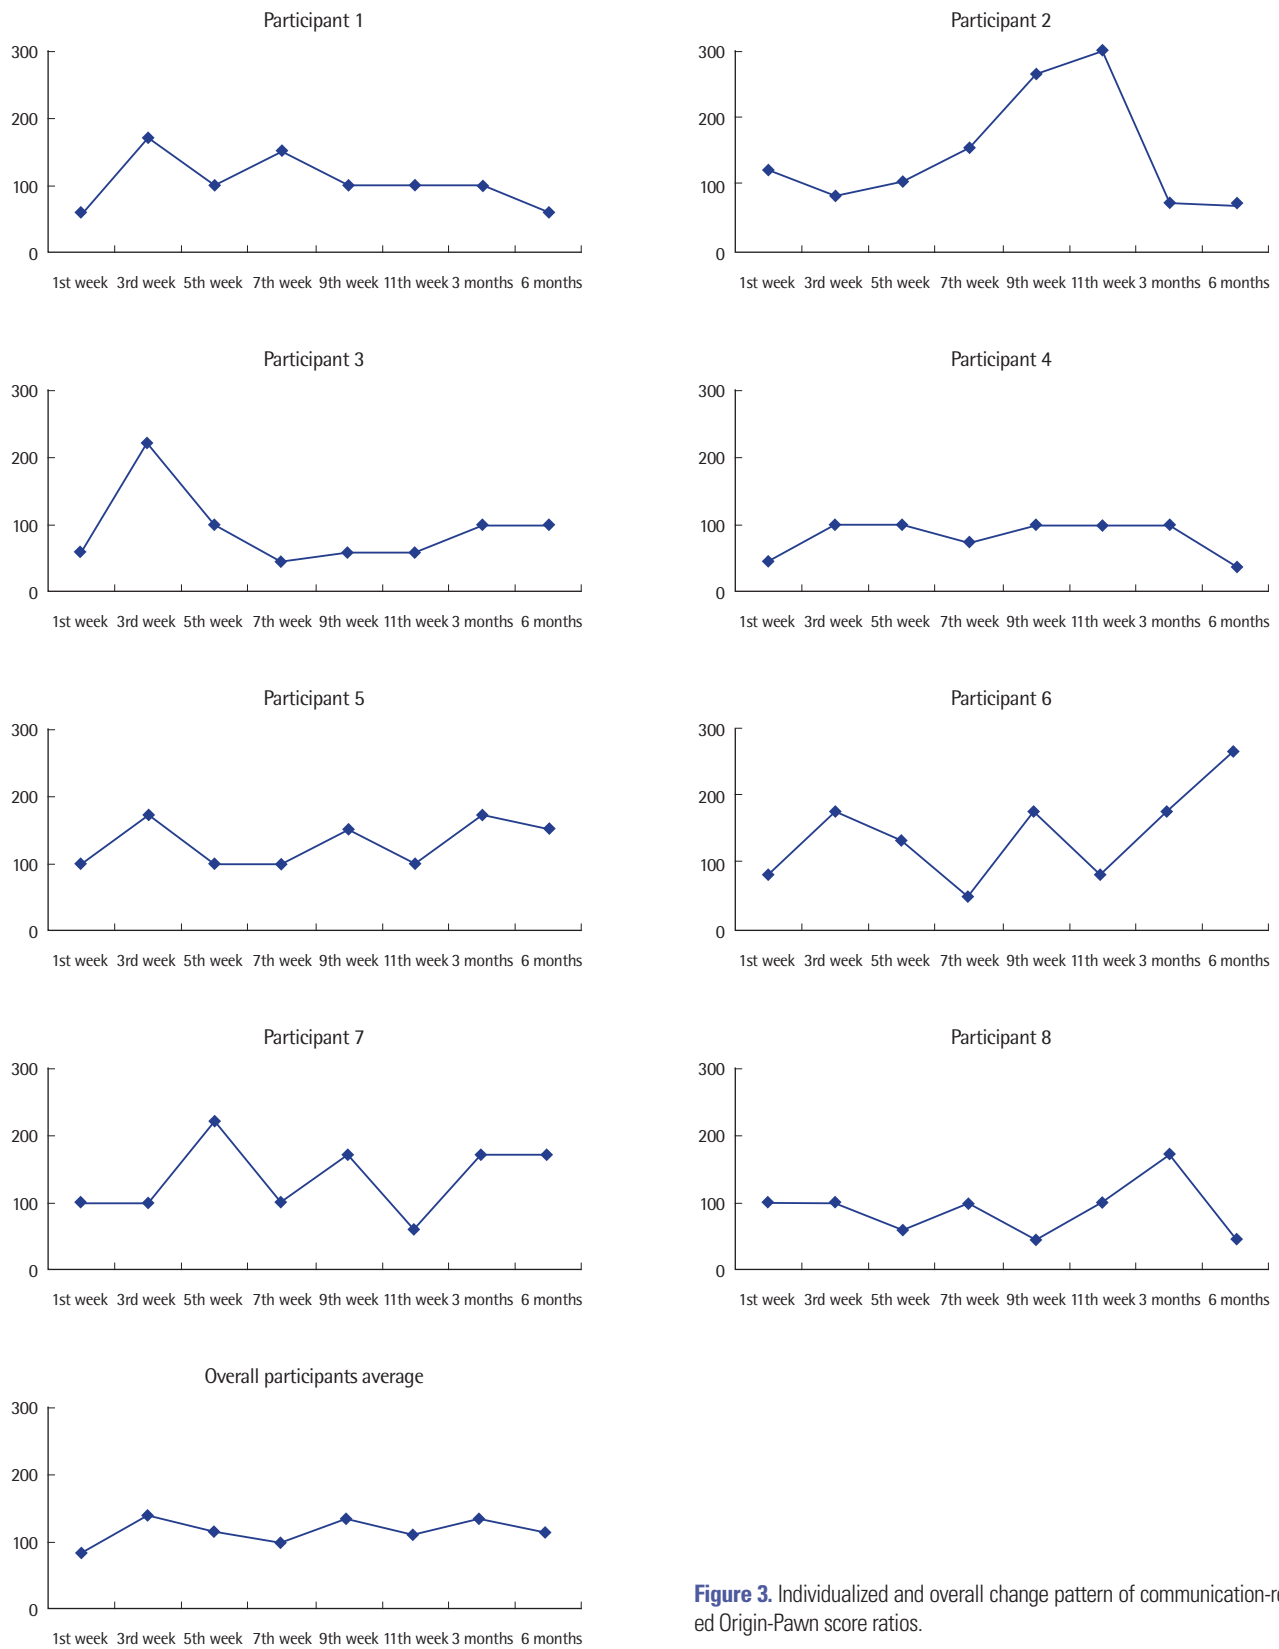 Participant 1
300
200
100
0
1st week 3rd week 5th week 7th week 9th week 11th week 3 months 6 months
Participant 2
300
200
100
0
1st week 3rd week 5th week 7th week 9th week 11th week 3 months 6 months
Participant 3
300
200
100
0
1st week 3rd week 5th week 7th week 9th week 11th week 3 months 6 months
Participant 4
300
200
100
0
1st week 3rd week 5th week 7th week 9th week 11th week 3 months 6 months
Participant 5
300
200
100
0
1st week 3rd week 5th week 7th week 9th week 11th week 3 months 6 months
Participant 6
300
200
100
0
1st week 3rd week 5th week 7th week 9th week 11th week 3 months 6 months
Participant 7
300
200
100
0
1st week 3rd week 5th week 7th week 9th week 11th week 3 months 6 months
Participant 8
300
200
100
0
1st week 3rd week 5th week 7th week 9th week 11th week 3 months 6 months
Overall participants average
300
200
100
0
1st week 3rd week 5th week 7th week 9th week 11th week 3 months 6 months
Figure 3. Individualized and overall change pattern of
ed Origin-Pawn score ratios.